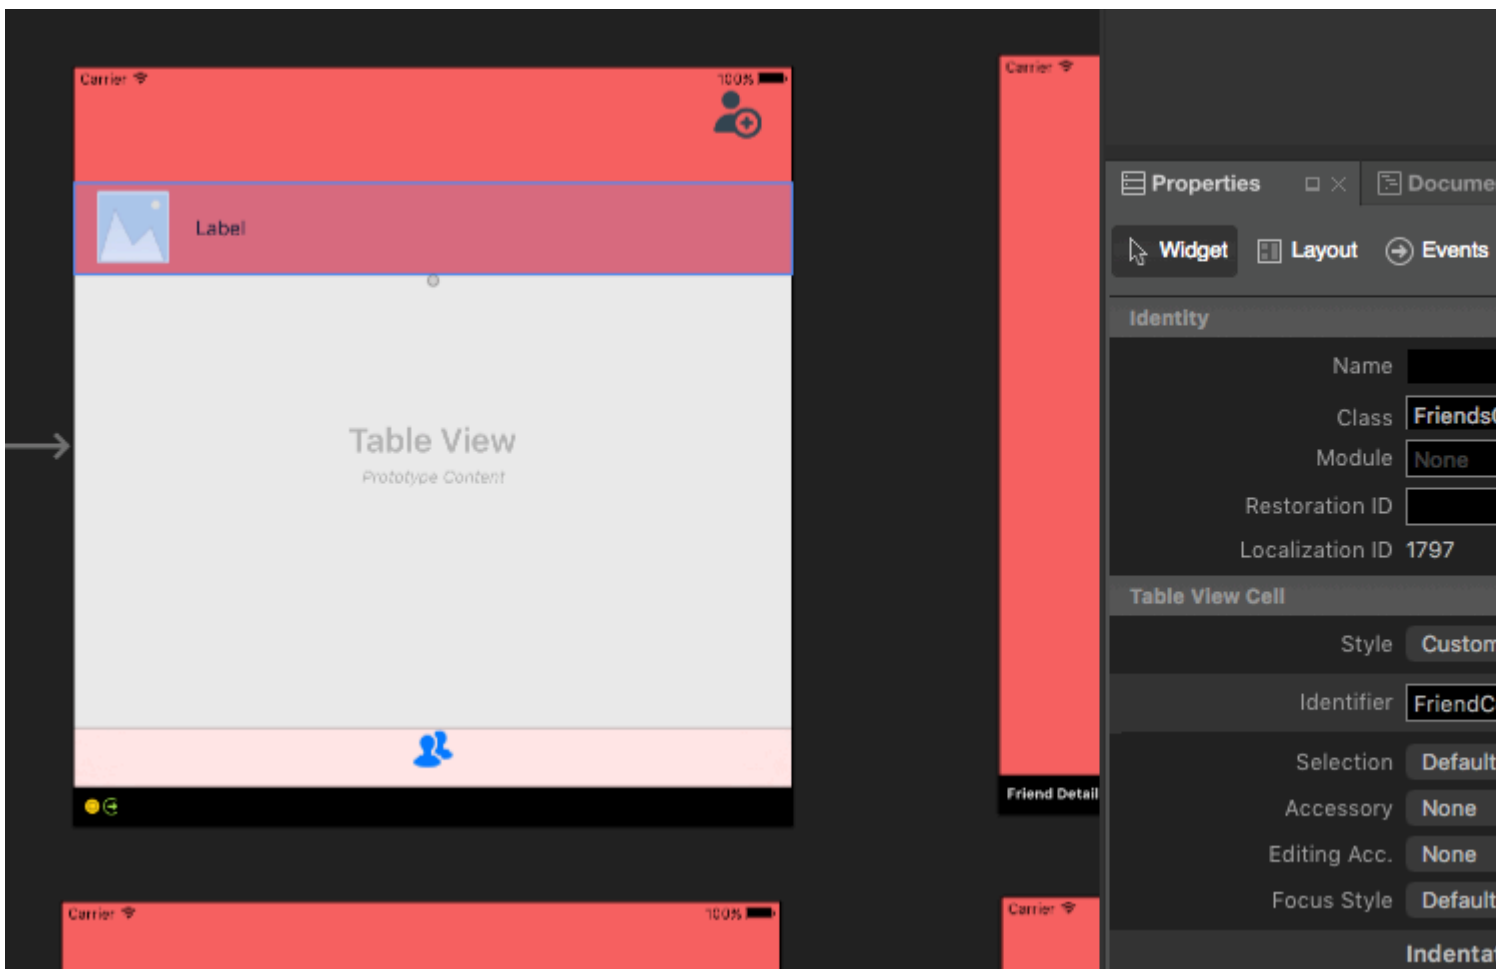 Carrier 100%
Label
Table View
Prototype Content
Carrier
Friend Detail
Carrier 100%
Carrier
Properties Docume
Widget Layout Events
Identity
Name
Class Friends
Module None
Restoration ID
Localization ID 1797
Table View Cell
Style Custom
Identifier FriendC
Selection Default
Accessory None
Editing Acc. None
Focus Style Default
Indentat